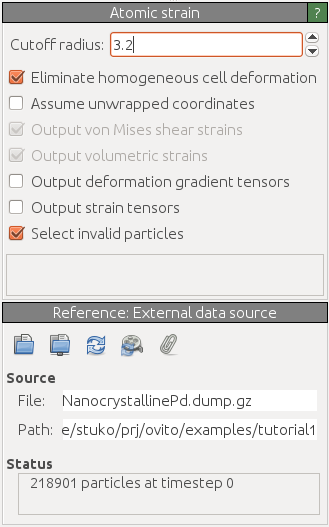 Atomic strain ?
Cutoff radius: 3.2
Eliminate homogeneous cell deformation
Assume unwrapped coordinates
Output von Mises shear strains
Output volumetric strains
Output deformation gradient tensors
Output strain tensors
Select invalid particles
Reference: External data source
Source
File: NanocrystallinePd.dump.gz
Path: e/stuko/prj/ovito/examples/tutorial1
Status
218901 particles at timestep 0